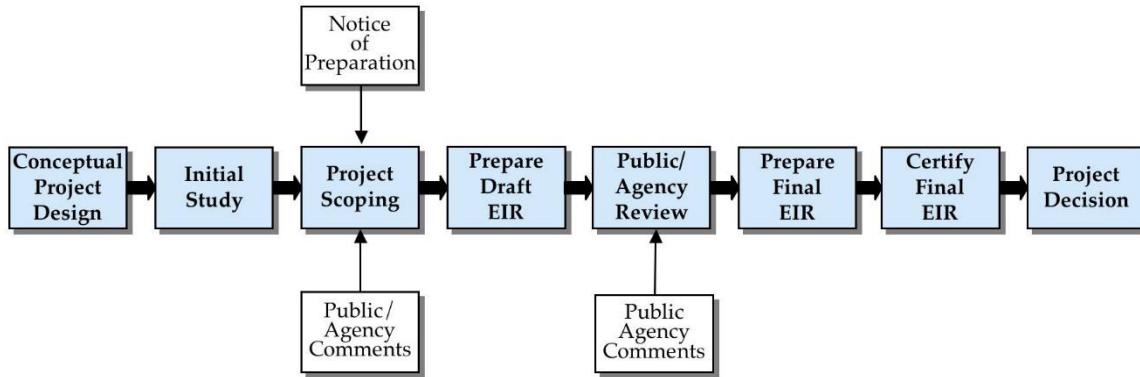 Notice
of
Preparation
Conceptual
Project
Design
Initial
Study
Project
Scoping
Prepare
Draft
EIR
Public/
Agency
Review
Prepare
Final
EIR
Certify
Final
EIR
Project
Decision
Public/
Agency
Comments
Public
Agency
Comments